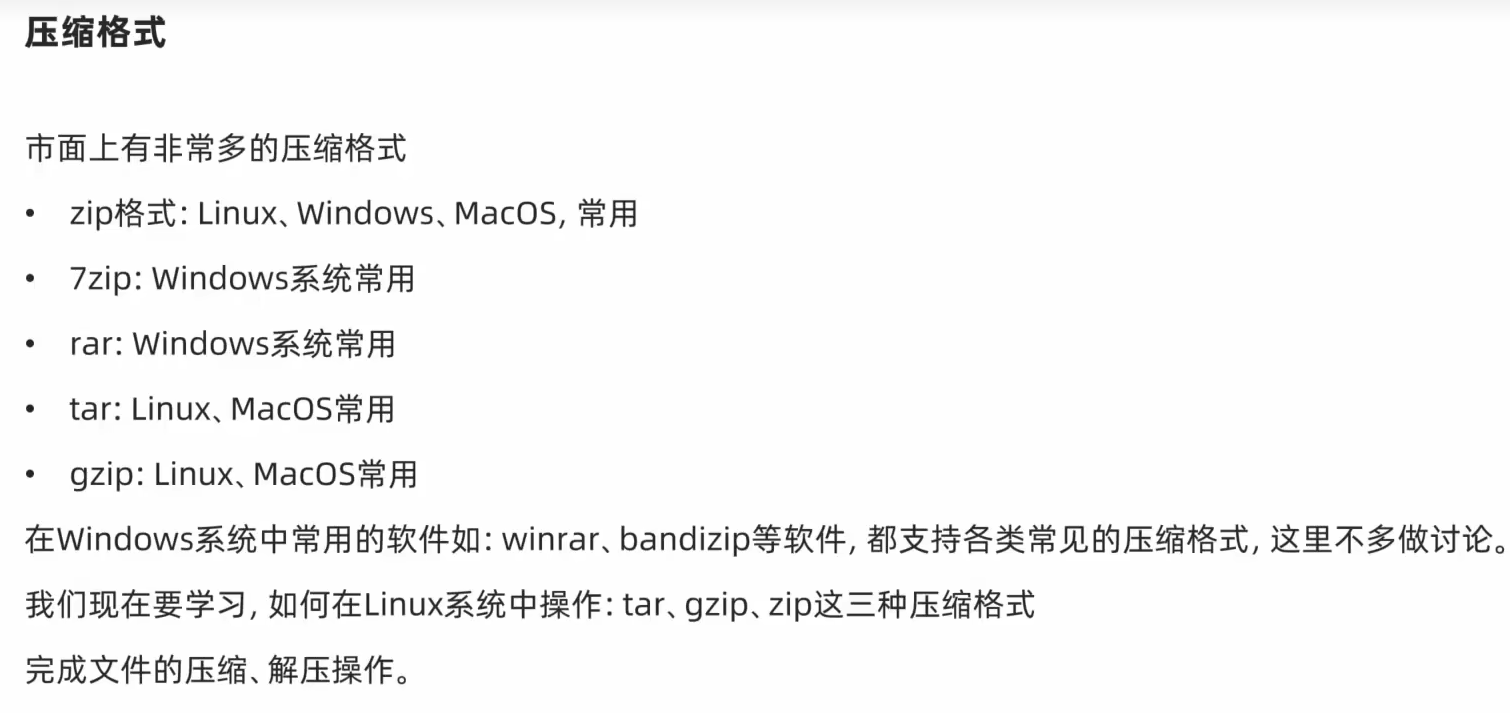 压缩格式
市面上有非常多的压缩格式
• zip格式：Linux、Windows、MacOS，常用
• 7zip：Windows系统常用
• rar：Windows系统常用
• tar：Linux、MacOS常用
• gzip：Linux、MacOS常用
在Windows系统中常用的软件如：winrar、bandizip等软件，都支持各类常见的压缩格式，这里不多做讨论。
我们现在要学习，如何在Linux系统中操作：tar、gzip、zip这三种压缩格式
完成文件的压缩、解压操作。